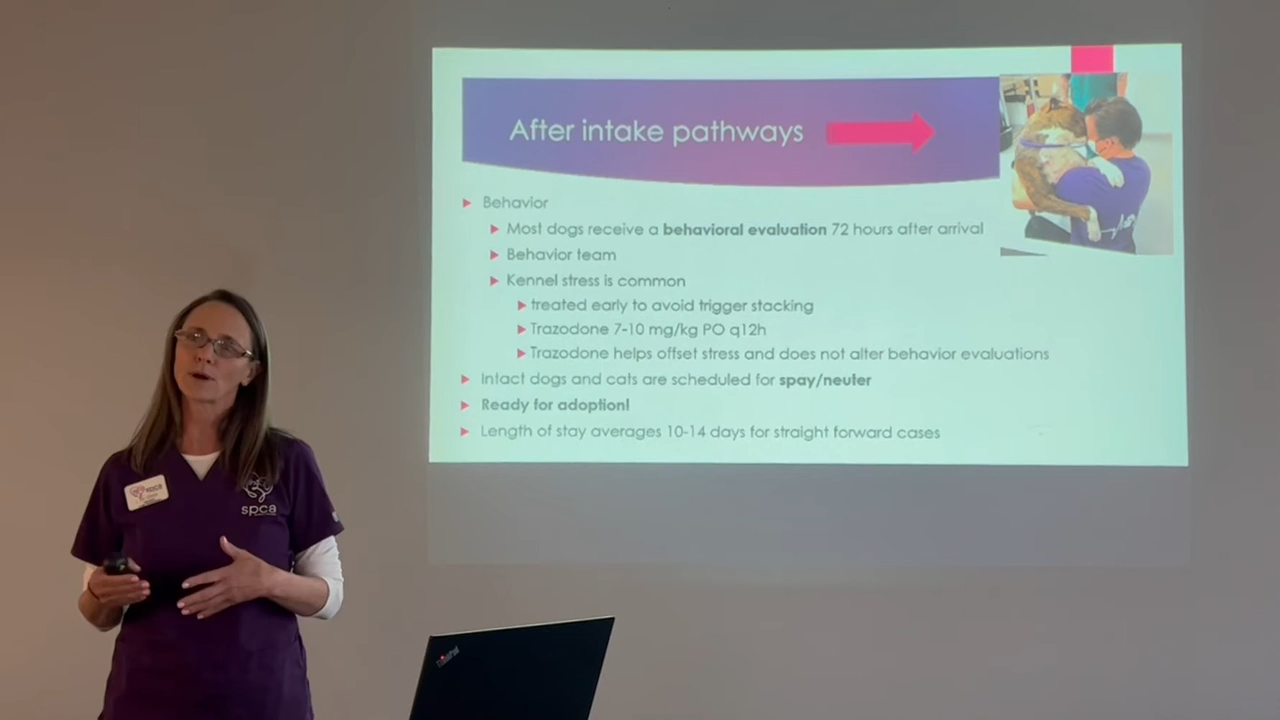 After intake pathways
Behavior
Most dogs receive a behavioral evaluation 72 hours after arrival
Behavior team
Kennel stress is common
treated early to avoid trigger stacking
Trazodone 7-10 mg/kg PO q12h
Trazodone helps offset stress and does not alter behavior evaluations
Intact dogs and cats are scheduled for spay/neuter
Ready for adoption!
Length of stay averages 10-14 days for straight forward cases
spca
spca
ThinkPad